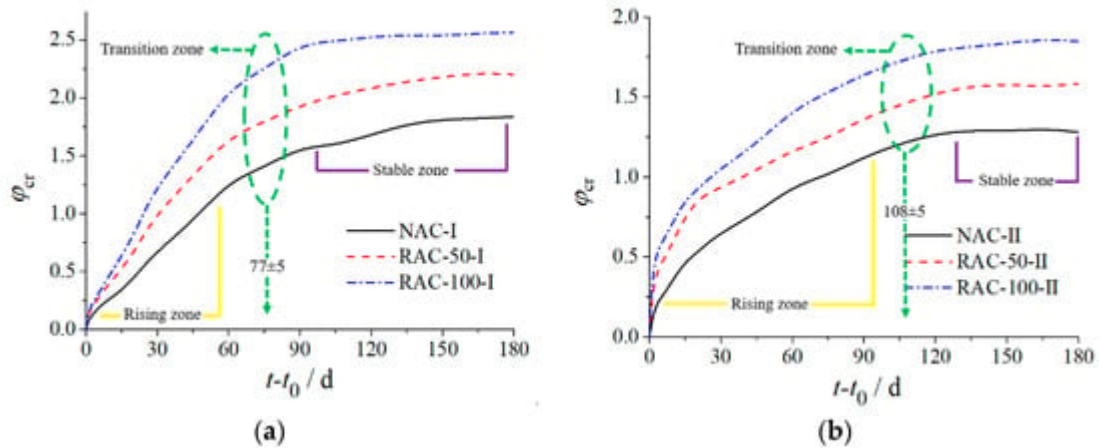 2.5
2.0
1.5
1.0
0.5
0.0
φcr
Transition zone
Stable zone
NAC-I
RAC-50-I
RAC-100-I
77±5
Rising zone
0 30 60 90 120 150 180
t-t0 / d
(a)
2.0
1.5
1.0
0.5
0.0
φcr
Transition zone
Stable zone
108±5
NAC-II
RAC-50-II
RAC-100-II
Rising zone
0 30 60 90 120 150 180
t-t0 / d
(b)